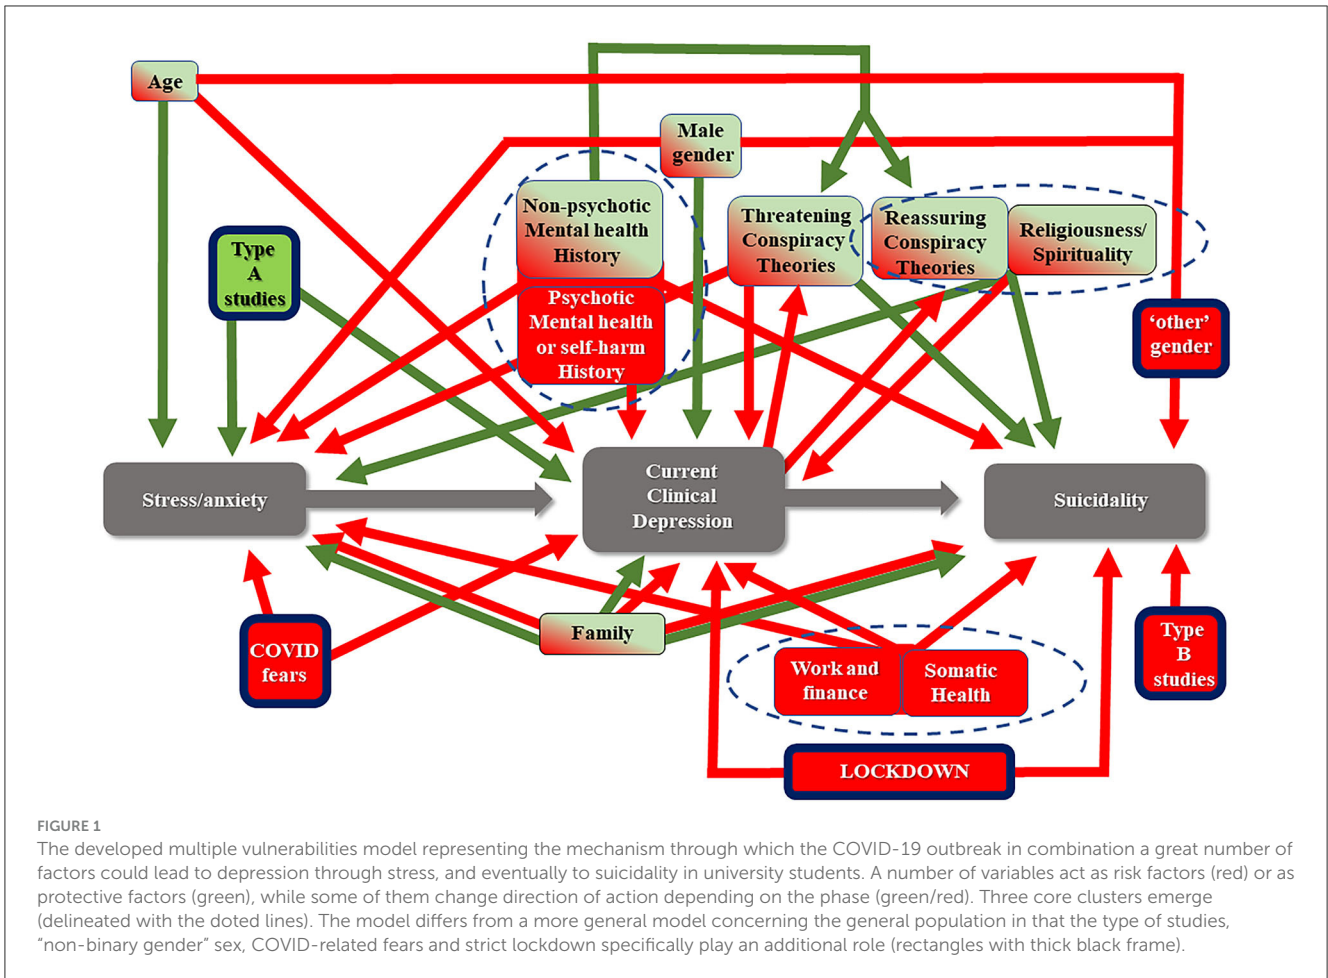 Age
Male
gender
Non-psychotic
Mental health
History
Threatening
Conspiracy
Theories
Reassuring
Conspiracy
Theories
Religiousness/
Spirituality
Type
A
studies
Psychotic
Mental health
or self-harm
History
‘other’
gender
Stress/anxiety
Current
Clinical
Depression
Suicidality
COVID
fears
Family
Work and
finance
Somatic
Health
Type
B
studies
LOCKDOWN
FIGURE 1
The developed multiple vulnerabilities model representing the mechanism through which the COVID-19 outbreak in combination a great number of
factors could lead to depression through stress, and eventually to suicidality in university students. A number of variables act as risk factors (red) or as
protective factors (green), while some of them change direction of action depending on the phase (green/red). Three core clusters emerge
(delineated with the doted lines). The model differs from a more general model concerning the general population in that the type of studies,
“non-binary gender” sex, COVID-related fears and strict lockdown specifically play an additional role (rectangles with thick black frame).